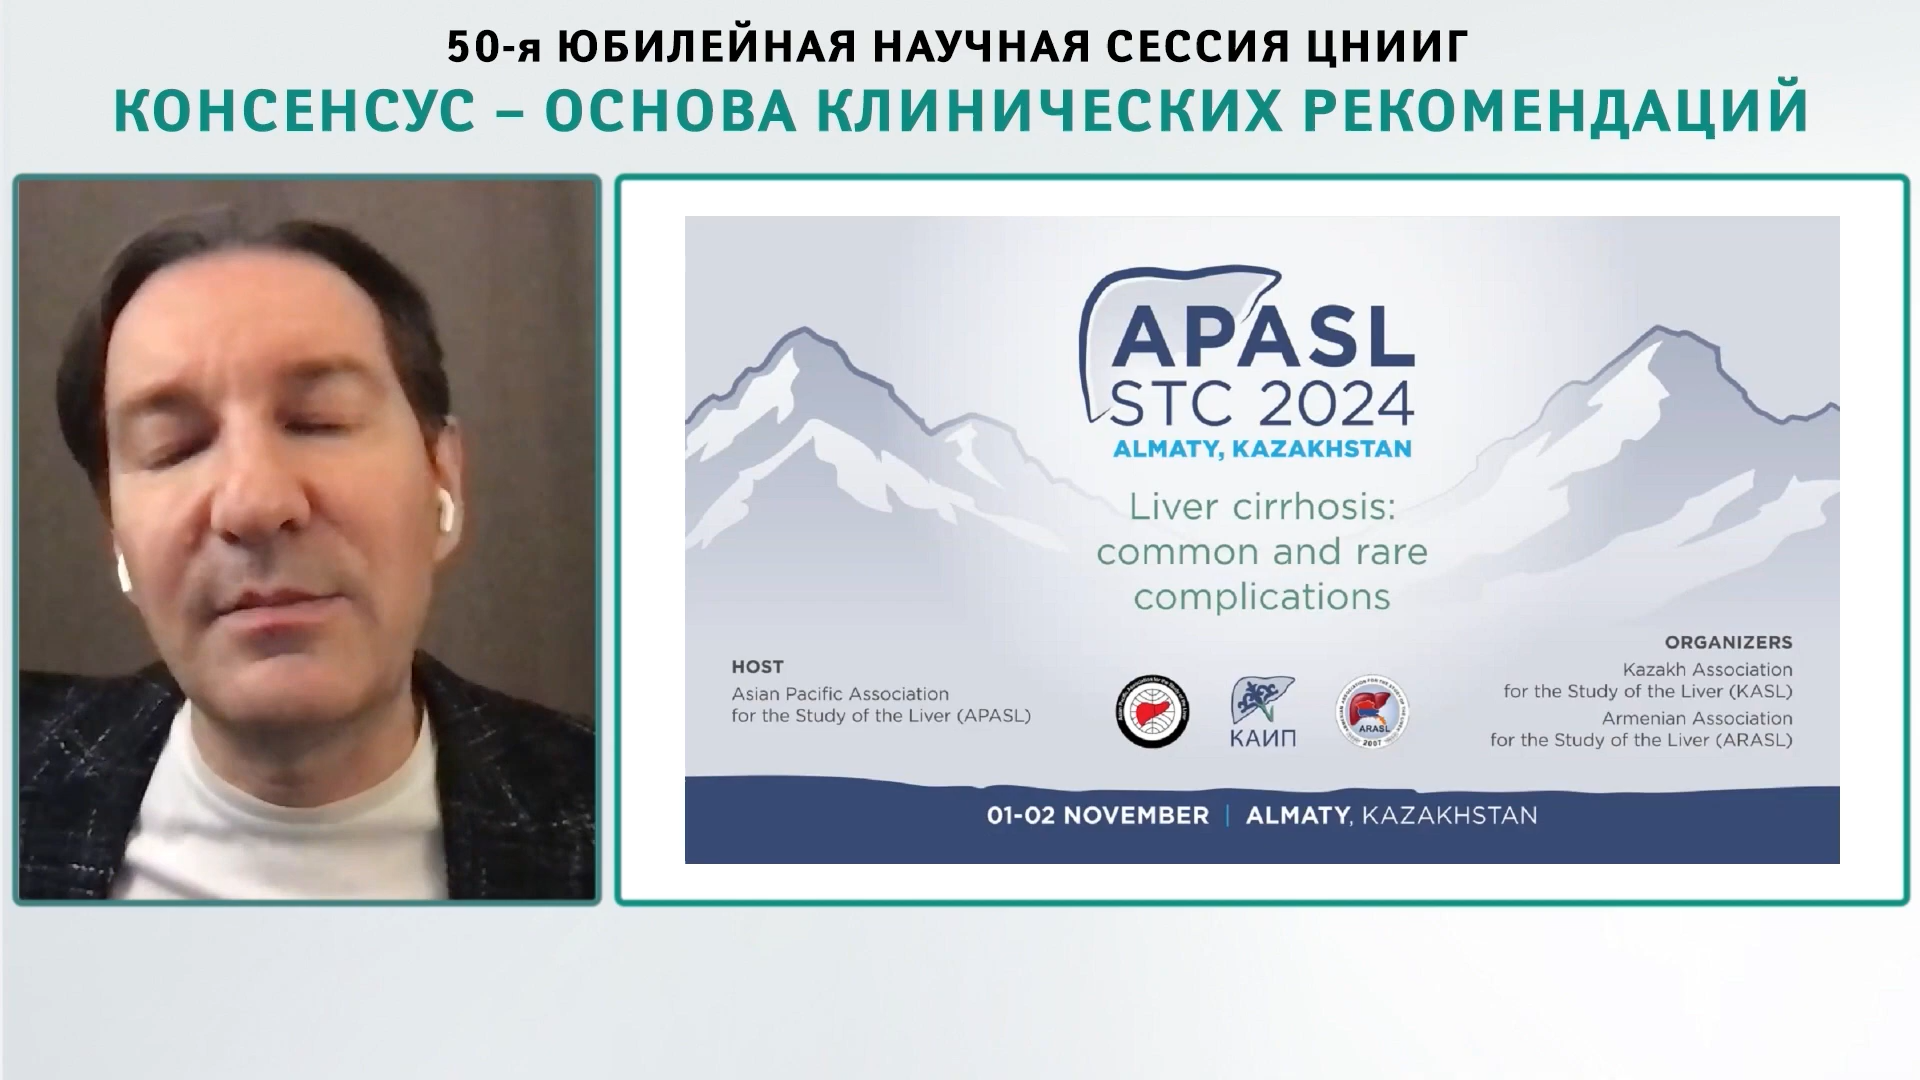 50-я ЮБИЛЕЙНАЯ НАУЧНАЯ СЕССИЯ ЦНИИГ
КОНСЕНСУС – ОСНОВА КЛИНИЧЕСКИХ РЕКОМЕНДАЦИЙ
APASL
STC 2024
ALMATY, KAZAKHSTAN
Liver cirrhosis:
common and rare
complications
HOST
Asian Pacific Association
for the Study of the Liver (APASL)
КАИП
ARASL
2007
ORGANIZERS
Kazakh Association
for the Study of the Liver (KASL)
Armenian Association
for the Study of the Liver (ARASL)
01-02 NOVEMBER | ALMATY, KAZAKHSTAN